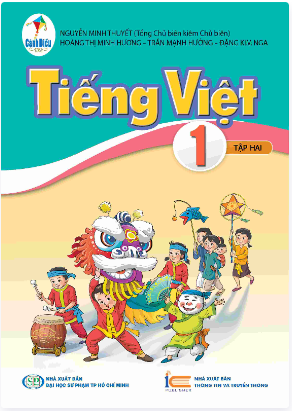 Cánh Diều
NGUYỄN MINH THUYẾT (Tổng Chủ biên kiêm Chủ biên)
HOÀNG THỊ MINH HƯƠNG - TRẦN MẠNH HƯỞNG - ĐẶNG KIM NGA
Tiếng Việt
1
TẬP HAI
NHÀ XUẤT BẢN
ĐẠI HỌC SƯ PHẠM TP HỒ CHÍ MINH
NHÀ XUẤT BẢN
THÔNG TIN VÀ TRUYỀN THÔNG